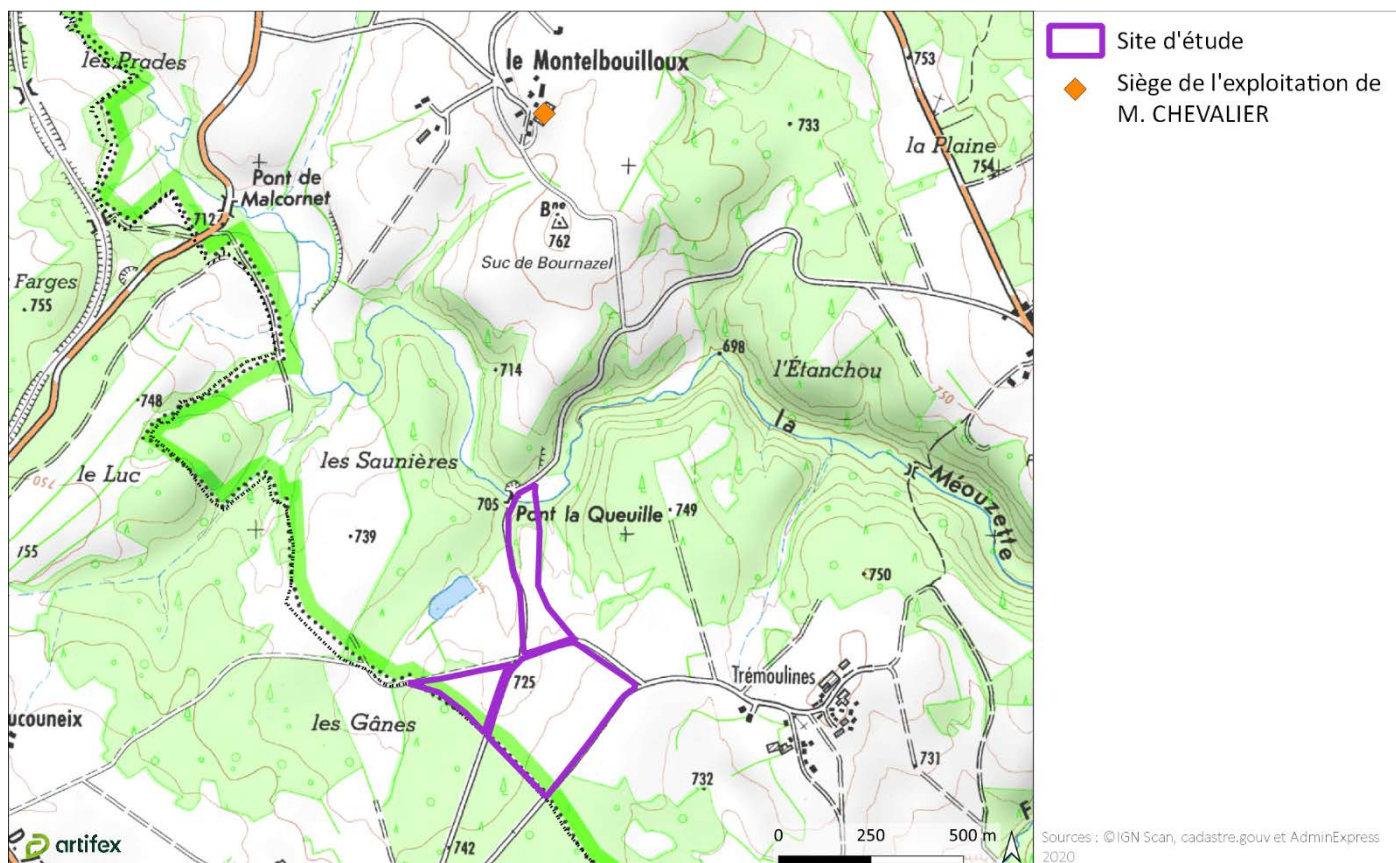 les Prades
le Montelbouilloux
753
733
la Plaine
754
Pont de
Malcornet
712
Bne
762
Suc de Bournazel
Farges
755
698
714
l'Étanchou
748
750
la
les Saunières
le Luc
750
Méouzette
705
Pont la Queuille
749
739
755
750
Trémoulines
725
ucouneix
les Gânes
731
732
742
artifex
0 250 500 m
Site d'étude
Siège de l'exploitation de
M. CHEVALIER
Sources : © IGN Scan, cadastre.gouv et AdminExpress
2020